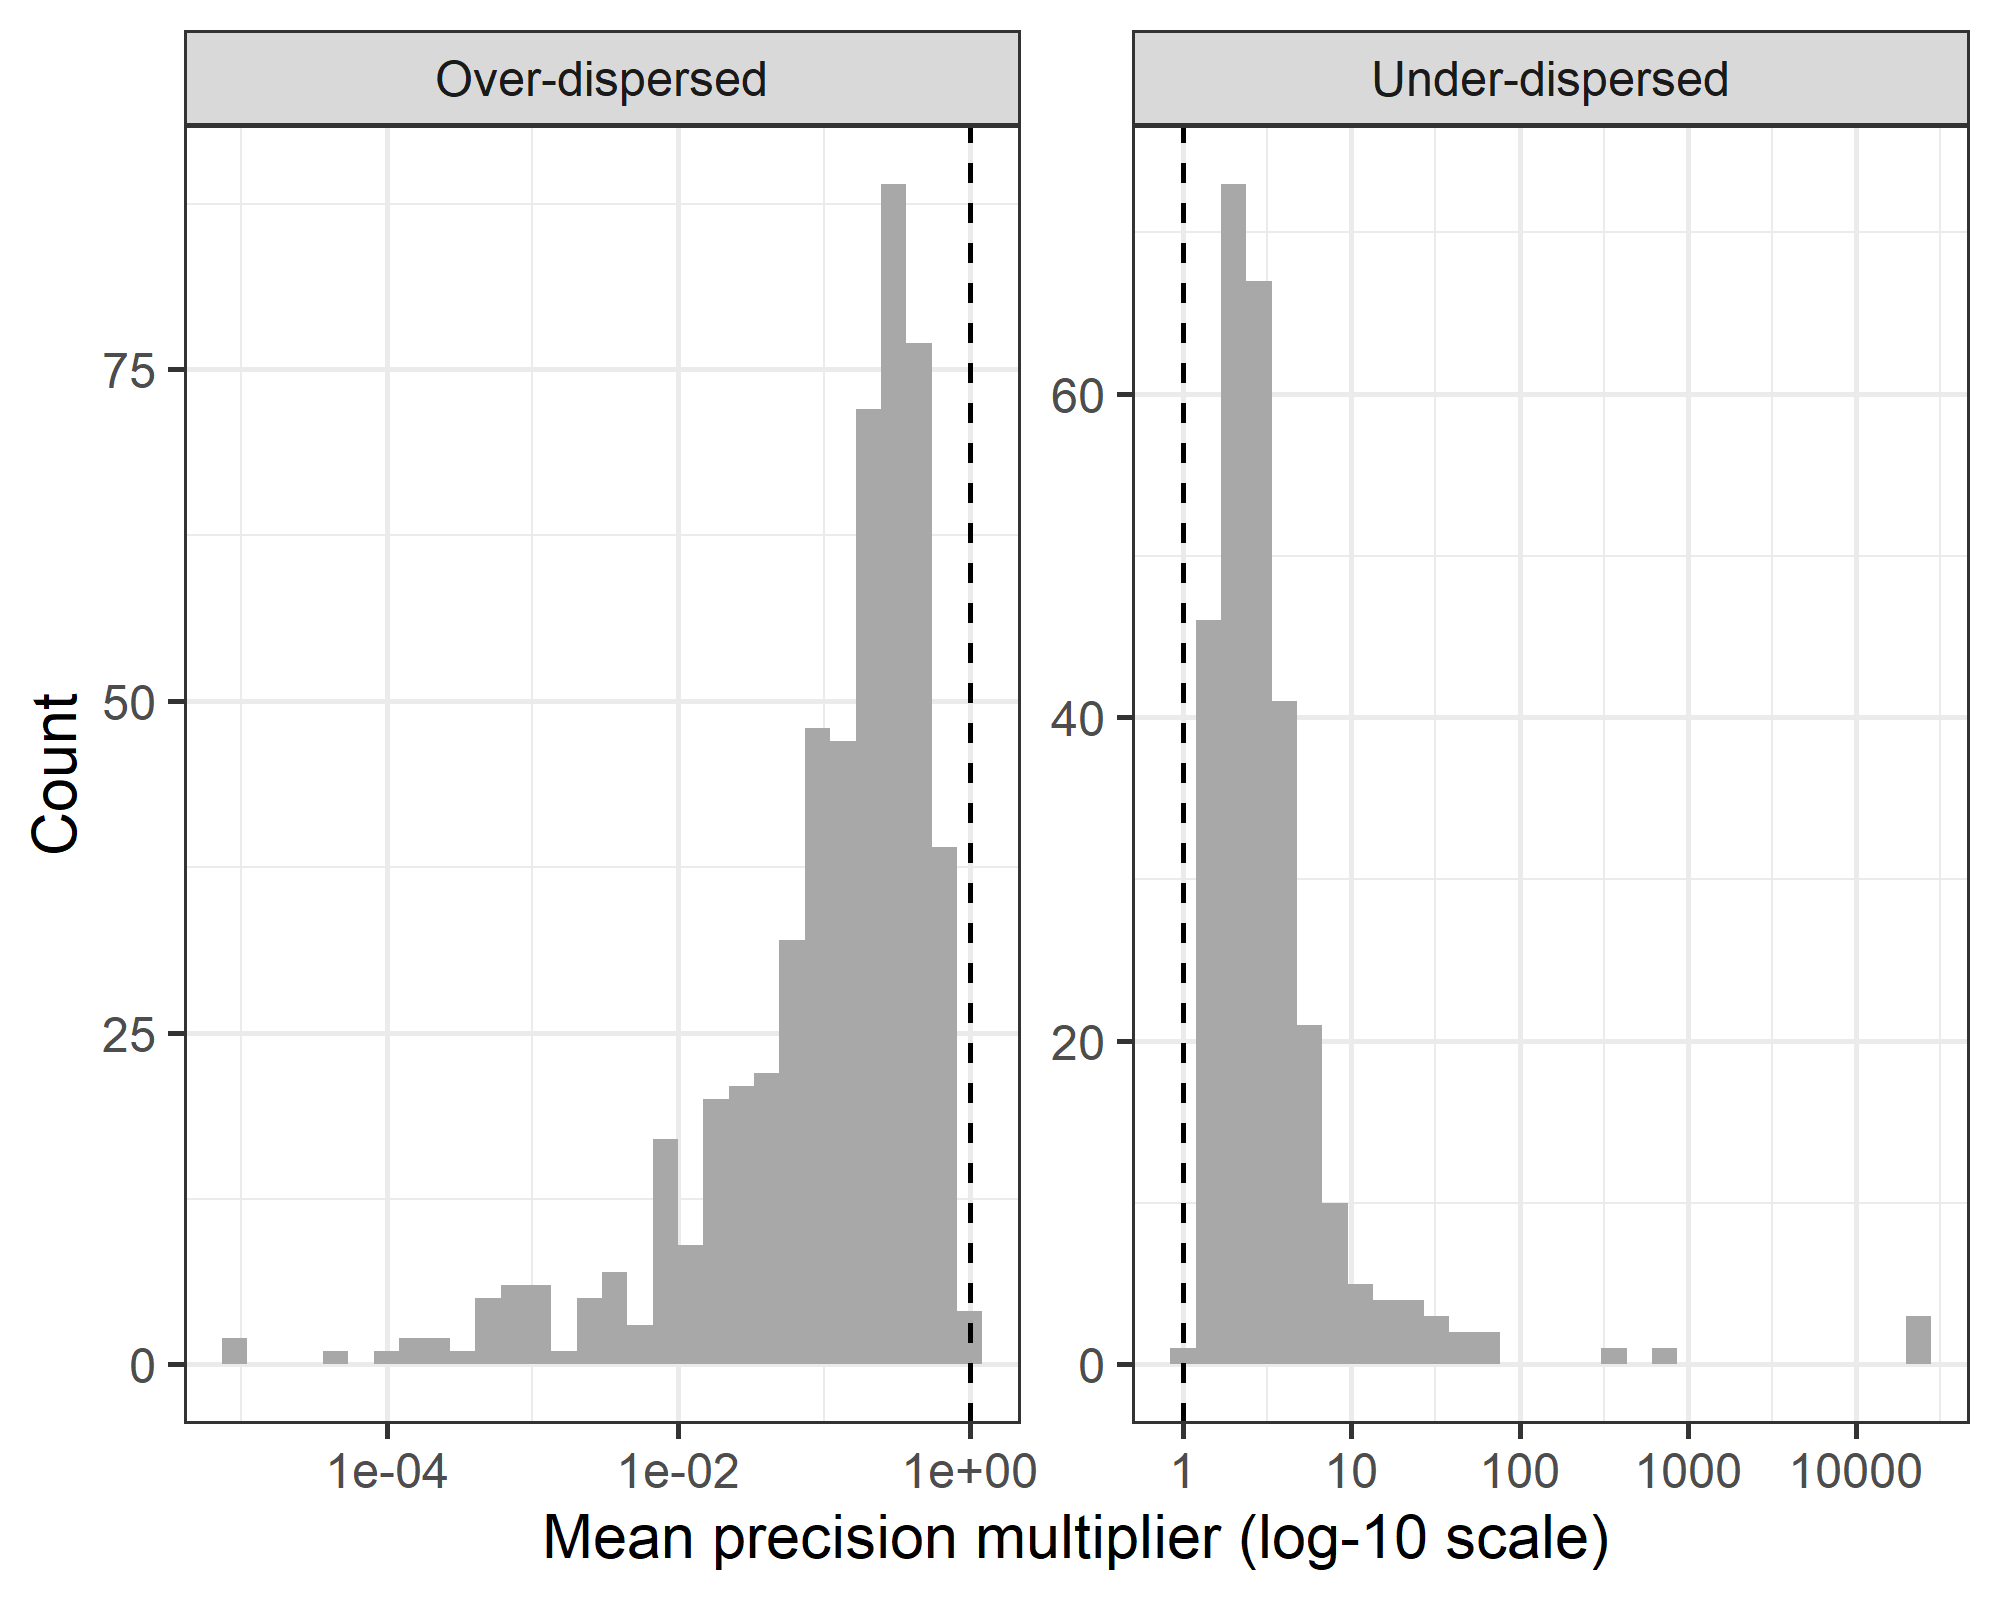 Over-dispersed
Under-dispersed
Count
75
50
25
0
60
40
20
0
1e-04
1e-02
1e+00
1
10
100
1000
10000
Mean precision multiplier (log-10 scale)